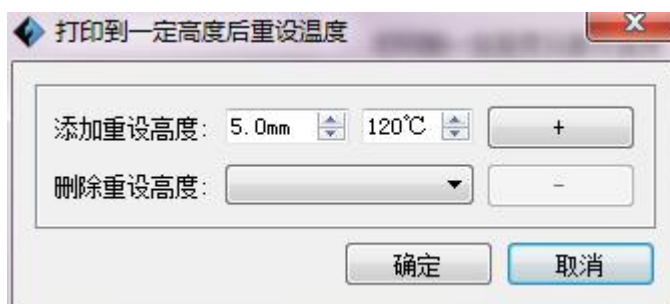 打印到一定高度后重设温度
添加重设高度: 5.0mm 120℃ +
删除重设高度: -
确定 取消